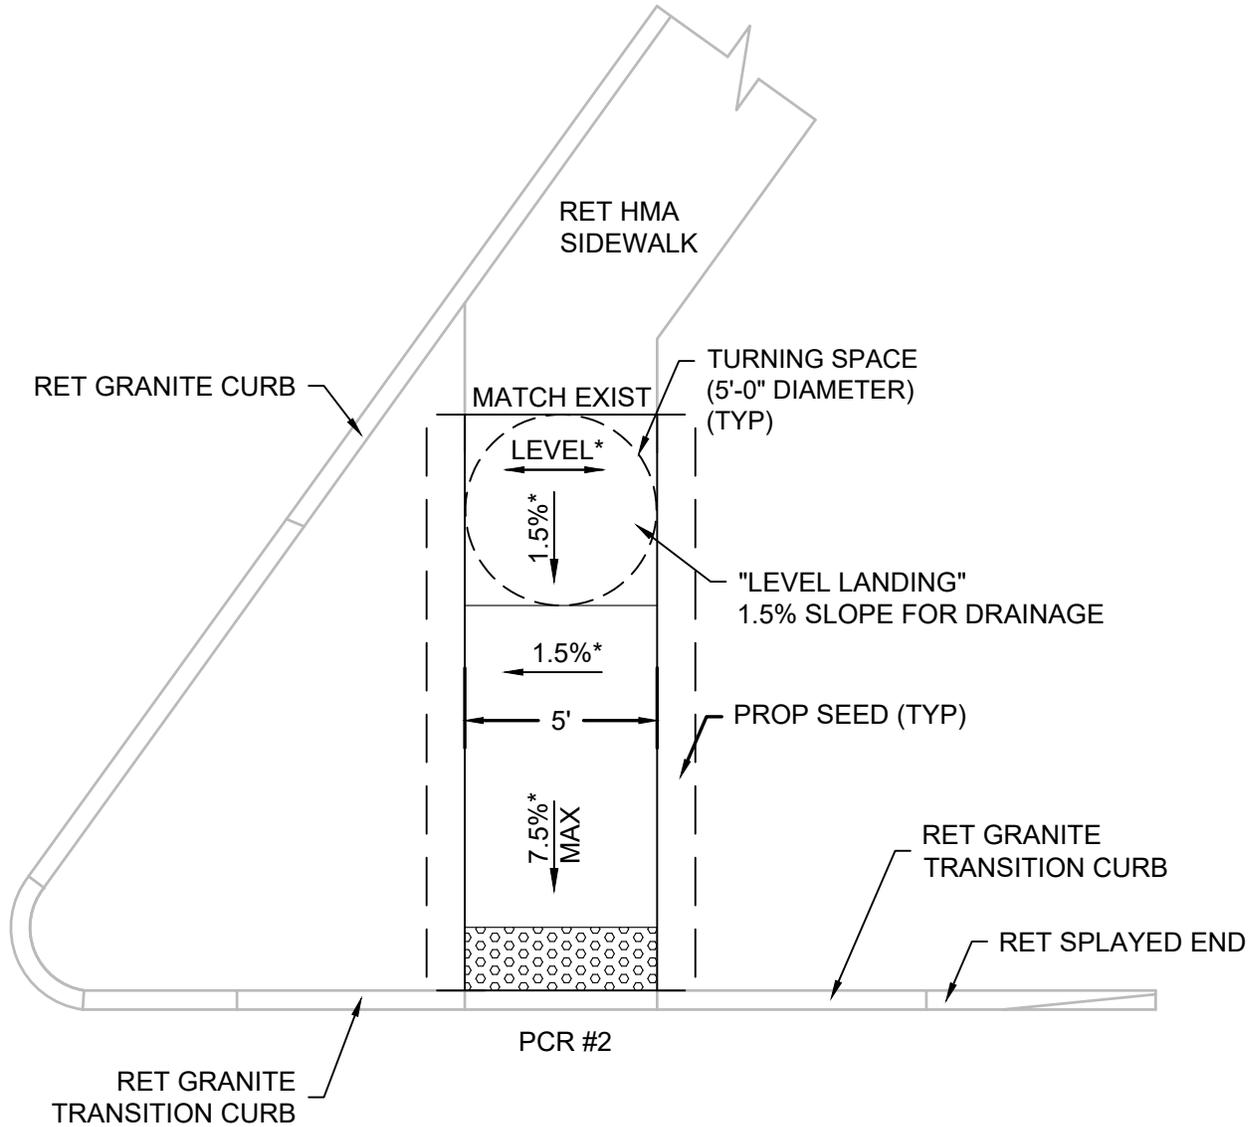 RET HMA
SIDEWALK
RET GRANITE CURB
MATCH EXIST
TURNING SPACE
(5'-0" DIAMETER)
(TYP)
LEVEL*
1.5%*
"LEVEL LANDING"
1.5% SLOPE FOR DRAINAGE
1.5%*
5'
PROP SEED (TYP)
7.5%*
MAX
RET GRANITE
TRANSITION CURB
RET SPLAYED END
PCR #2
RET GRANITE
TRANSITION CURB